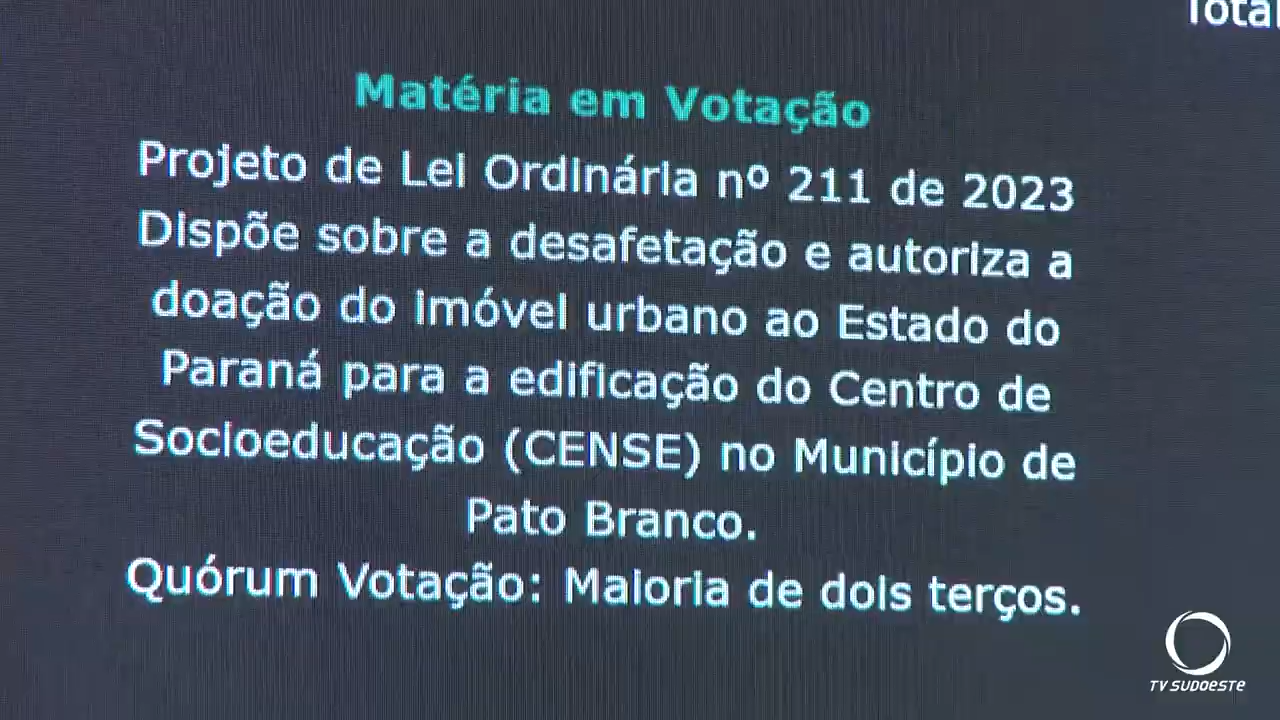 Total
Matéria em Votação
Projeto de Lei Ordinária nº 211 de 2023
Dispõe sobre a desafetação e autoriza a
doação do imóvel urbano ao Estado do
Paraná para a edificação do Centro de
Socioeducação (CENSE) no Município de
Pato Branco.
Quórum Votação: Maioria de dois terços.
TV SUDOESTE